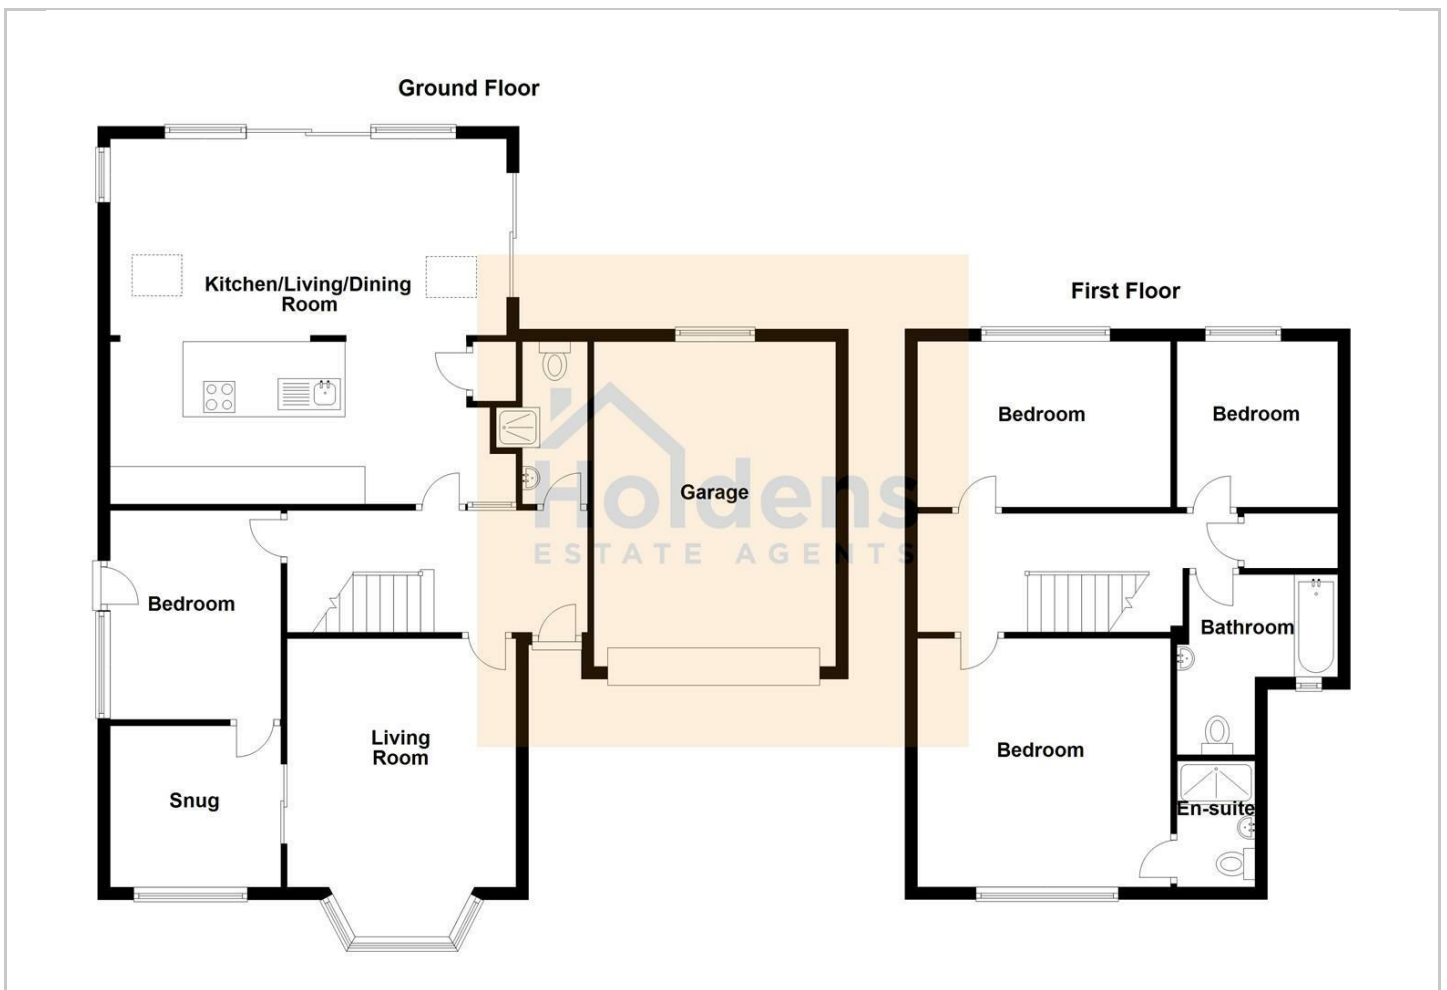 Ground Floor
Kitchen/Living/Dining
Room
First Floor
Bedroom
Bedroom
Garage
Holdens
ESTATE AGENTS
Bedroom
Bathroom
Living
Room
Bedroom
Snug
En-suite